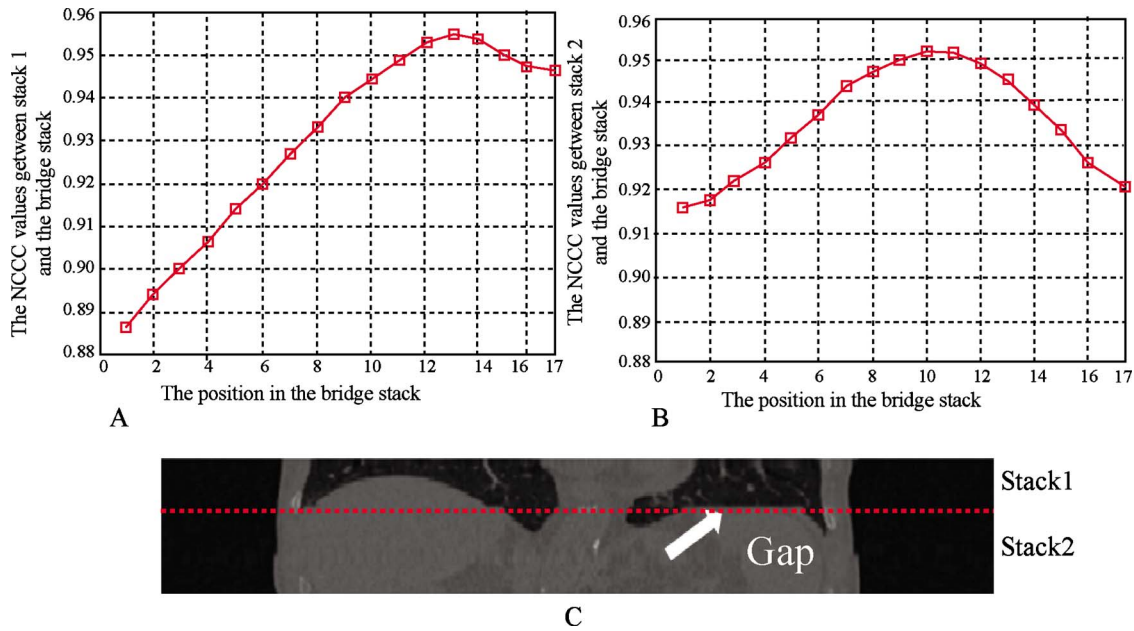 The NCCC values getween stack 1
and the bridge stack
0.96
0.95
0.94
0.93
0.92
0.91
0.90
0.89
0.88
0 2 4 6 8 10 12 14 16 17
The position in the bridge stack
A
The NCCC values getween stack 2
and the bridge stack
0.96
0.95
0.94
0.93
0.92
0.91
0.90
0.89
0.88
0 2 4 6 8 10 12 14 16 17
The position in the bridge stack
B
Stack1
Gap
Stack2
C